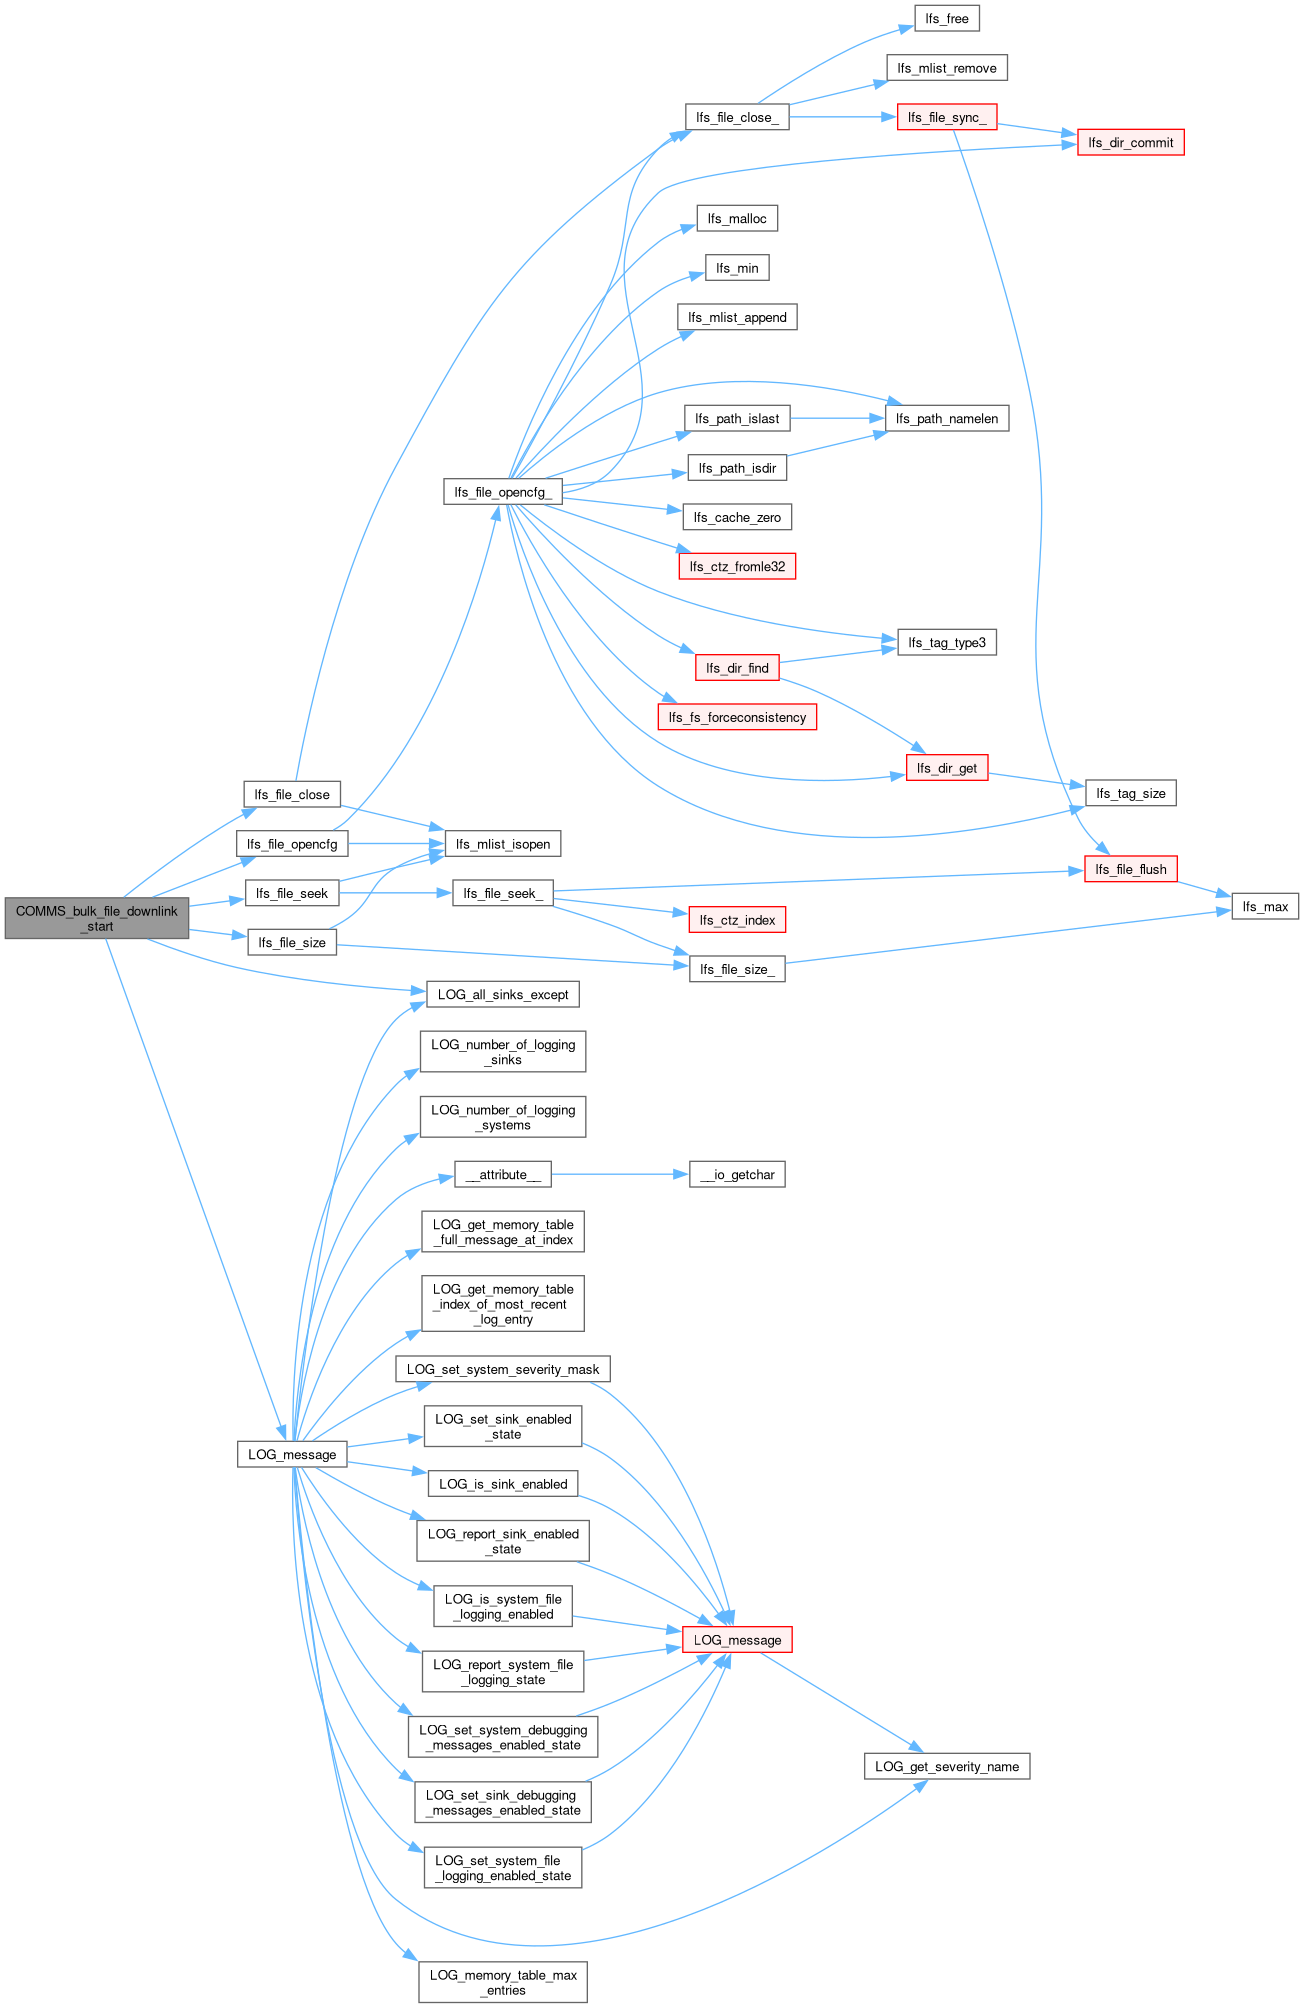 lfs_free
lfs_mlist_remove
lfs_file_close_
lfs_file_sync_
lfs_dir_commit
lfs_malloc
lfs_min
lfs_mlist_append
lfs_path_islast
lfs_path_namelen
lfs_path_isdir
lfs_file_opencfg_
lfs_cache_zero
lfs_ctz_fromle32
lfs_tag_type3
lfs_dir_find
lfs_fs_forceconsistency
lfs_dir_get
lfs_tag_size
lfs_file_close
lfs_file_opencfg
lfs_mlist_isopen
lfs_file_flush
lfs_file_seek
lfs_file_seek_
lfs_max
COMMS_bulk_file_downlink
_start
lfs_ctz_index
lfs_file_size
lfs_file_size_
LOG_all_sinks_except
LOG_number_of_logging
_sinks
LOG_number_of_logging
_systems
__attribute__
__io_getchar
LOG_get_memory_table
_full_message_at_index
LOG_get_memory_table
_index_of_most_recent
_log_entry
LOG_set_system_severity_mask
LOG_set_sink_enabled
_state
LOG_message
LOG_is_sink_enabled
LOG_report_sink_enabled
_state
LOG_is_system_file
_logging_enabled
LOG_message
LOG_report_system_file
_logging_state
LOG_set_system_debugging
_messages_enabled_state
LOG_get_severity_name
LOG_set_sink_debugging
_messages_enabled_state
LOG_set_system_file
_logging_enabled_state
LOG_memory_table_max
_entries